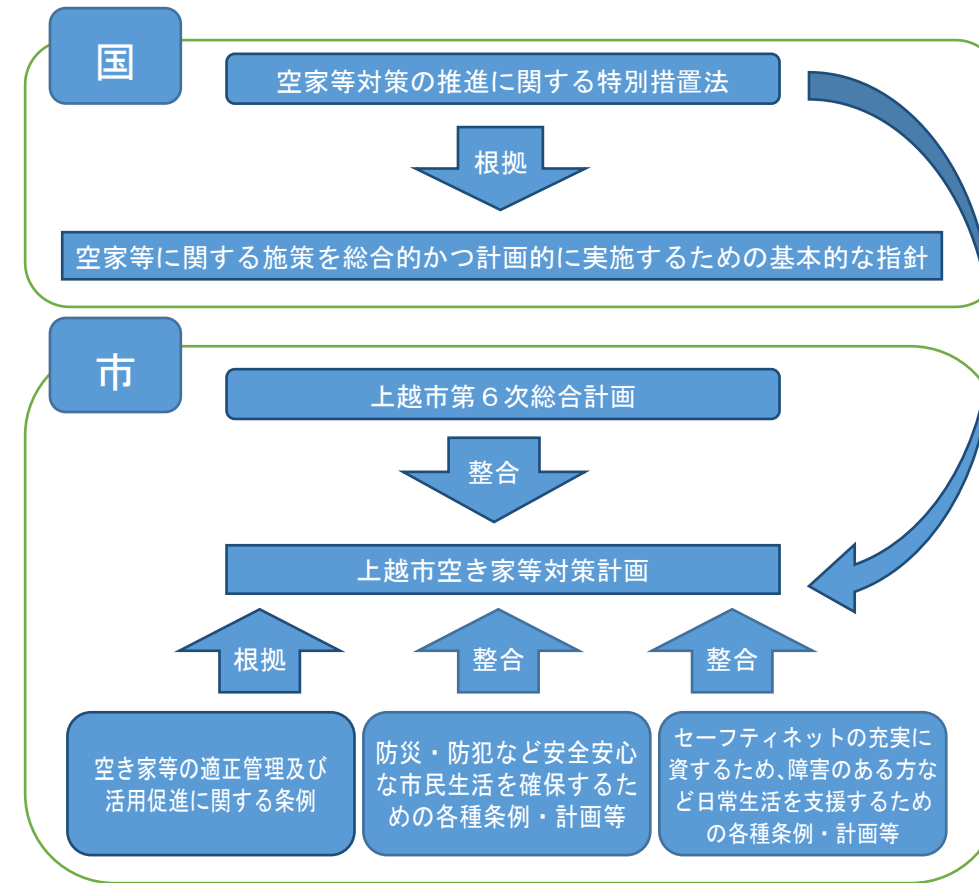 国
空家等対策の推進に関する特別措置法
根拠
空家等に関する施策を総合的かつ計画的に実施するための基本的な指針
市
上越市第６次総合計画
整合
上越市空き家等対策計画
根拠
整合
整合
空き家等の適正管理及び
活用促進に関する条例
防災・防犯など安全安心
な市民生活を確保するた
めの各種条例・計画等
セーフティネットの充実に
資するため、障害のある方な
ど日常生活を支援するため
の各種条例・計画等